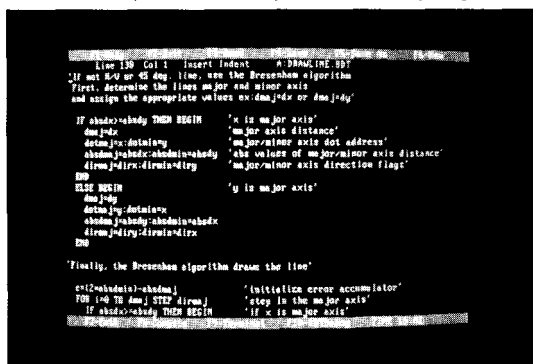 Line 139 Col 1 Insert Indent A:DRAWLINE.BDT
'If not H/V or 45 deg. line, use the Bresenham algorithm
First, determine the lines major and minor axis
and assign the appropriate values ex:dmaj=dx or dmaj=dy'
IF absdx>=absdy THEN BEGIN 'x is major axis'
dmaj=dx 'major axis distance'
dotmaj=x:dotmin=y 'major/minor axis dot address'
absdmaj=absdx:absdmin=absdy 'abs values of major/minor axis distance'
dirmaj=dirx:dirmin=diry 'major/minor axis direction flags'
END
ELSE BEGIN 'y is major axis'
dmaj=dy
dotmaj=y:dotmin=x
absdmaj=absdy:absdmin=absdx
dirmaj=diry:dirmin=dirx
END
'Finally, the Bresenham algorithm draws the line'
e=(2*absdmin)-absdmaj 'initialize error accumulator'
FOR i=0 TO dmaj STEP dirmaj 'step in the major axis'
IF absdx>=absdy THEN BEGIN 'if x is major axis'